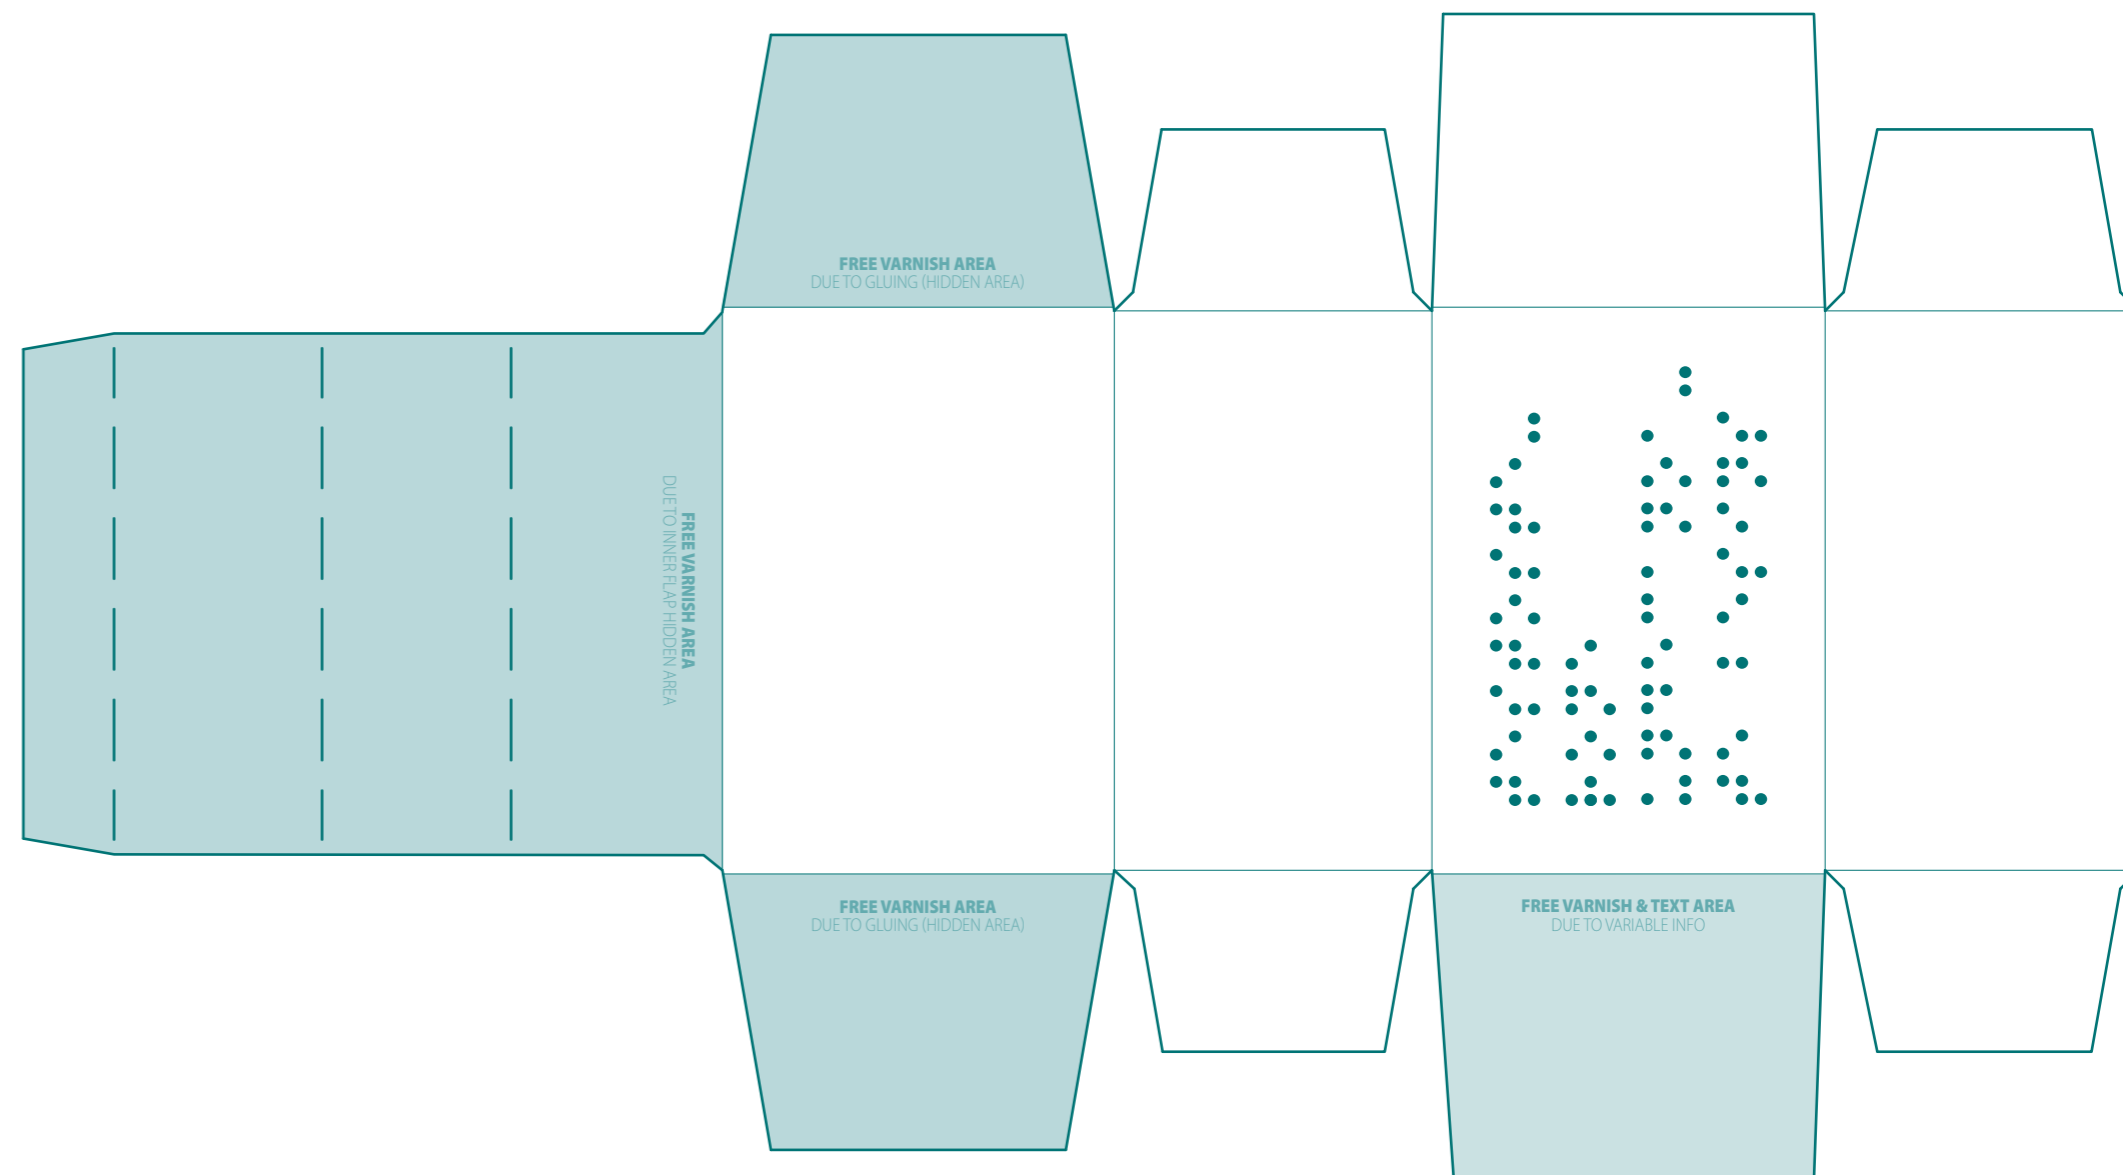 FREE VARNISH AREA
DUE TO GLUING (HIDDEN AREA)
FREE VARNISH AREA
DUE TO INNER FLAP HIDDEN AREA
⠞⠑⠎⠞⠕⠎⠞⠑⠤
⠗⠕⠝⠑
⠥⠝⠙⠑⠉⠁⠝⠕⠁⠤
⠞⠑⠀⠃⠑⠎⠊⠝⠎
FREE VARNISH AREA
DUE TO GLUING (HIDDEN AREA)
FREE VARNISH & TEXT AREA
DUE TO VARIABLE INFO